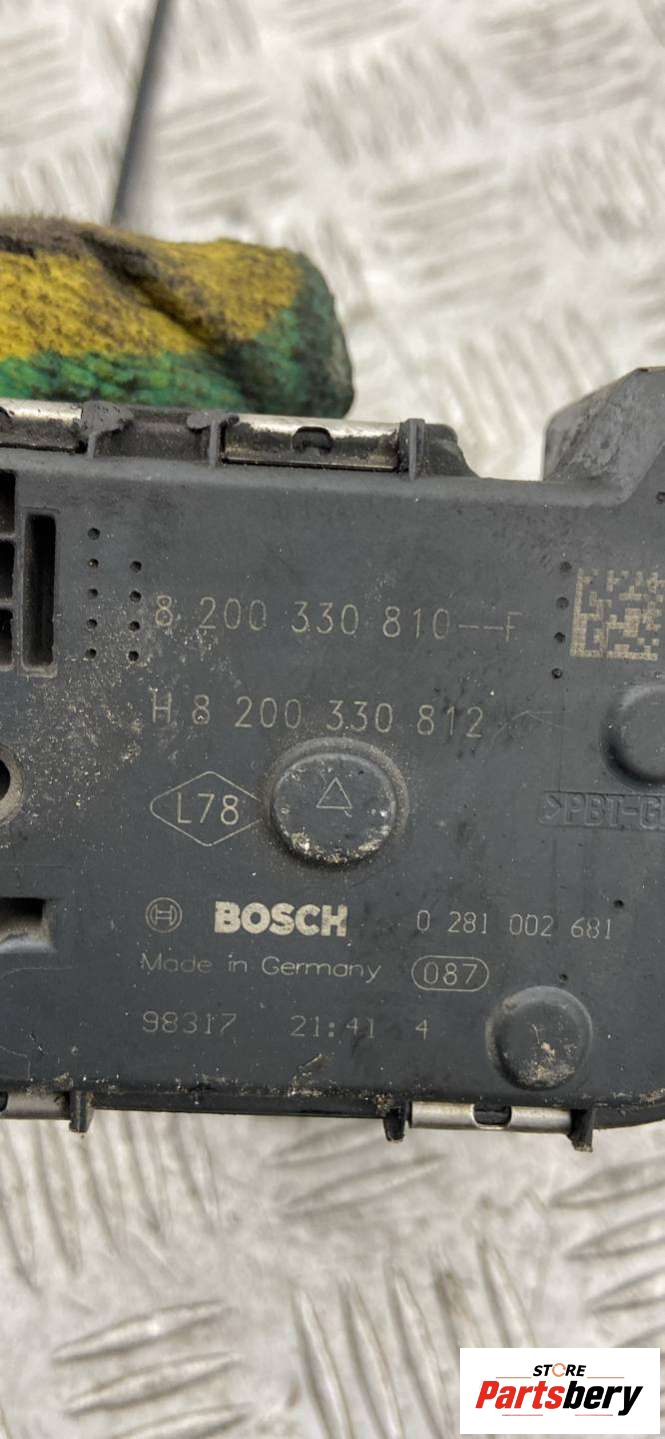 8 200 330 810--F
H 8 200 330 812
L78
BOSCH 0 281 002 681
Made in Germany 087
98317 21:41 4
STORE
Partsbery